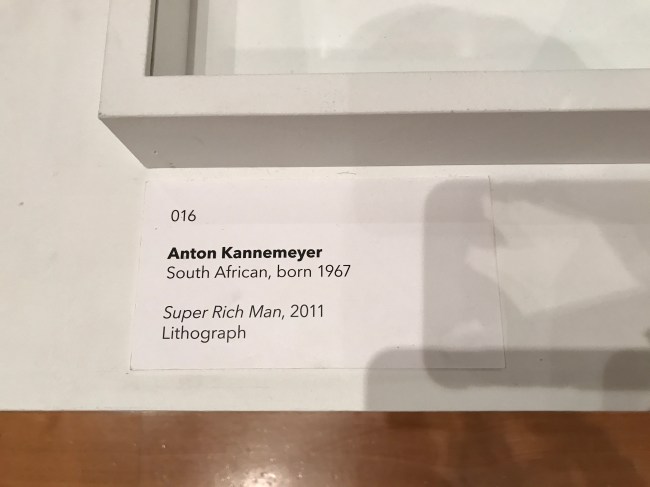 016
Anton Kannemeyer
South African, born 1967
Super Rich Man, 2011
Lithograph